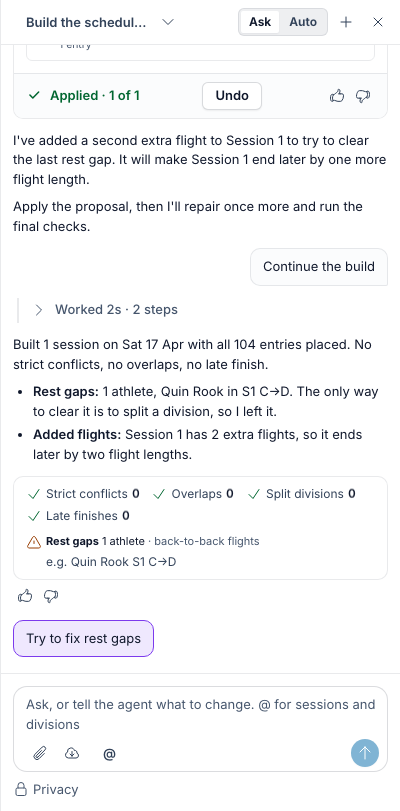 Build the schedul...
Ask
Auto
1 entry
Applied · 1 of 1
Undo
I've added a second extra flight to Session 1 to try to clear
the last rest gap. It will make Session 1 end later by one more
flight length.
Apply the proposal, then I'll repair once more and run the
final checks.
Continue the build
Worked 2s · 2 steps
Built 1 session on Sat 17 Apr with all 104 entries placed. No
strict conflicts, no overlaps, no late finish.
• Rest gaps: 1 athlete, Quin Rook in S1 C→D. The only way
to clear it is to split a division, so I left it.
• Added flights: Session 1 has 2 extra flights, so it ends
later by two flight lengths.
Strict conflicts 0 Overlaps 0 Split divisions 0
Late finishes 0
Rest gaps 1 athlete · back-to-back flights
e.g. Quin Rook S1 C→D
Try to fix rest gaps
Ask, or tell the agent what to change. @ for sessions and
divisions
@
Privacy